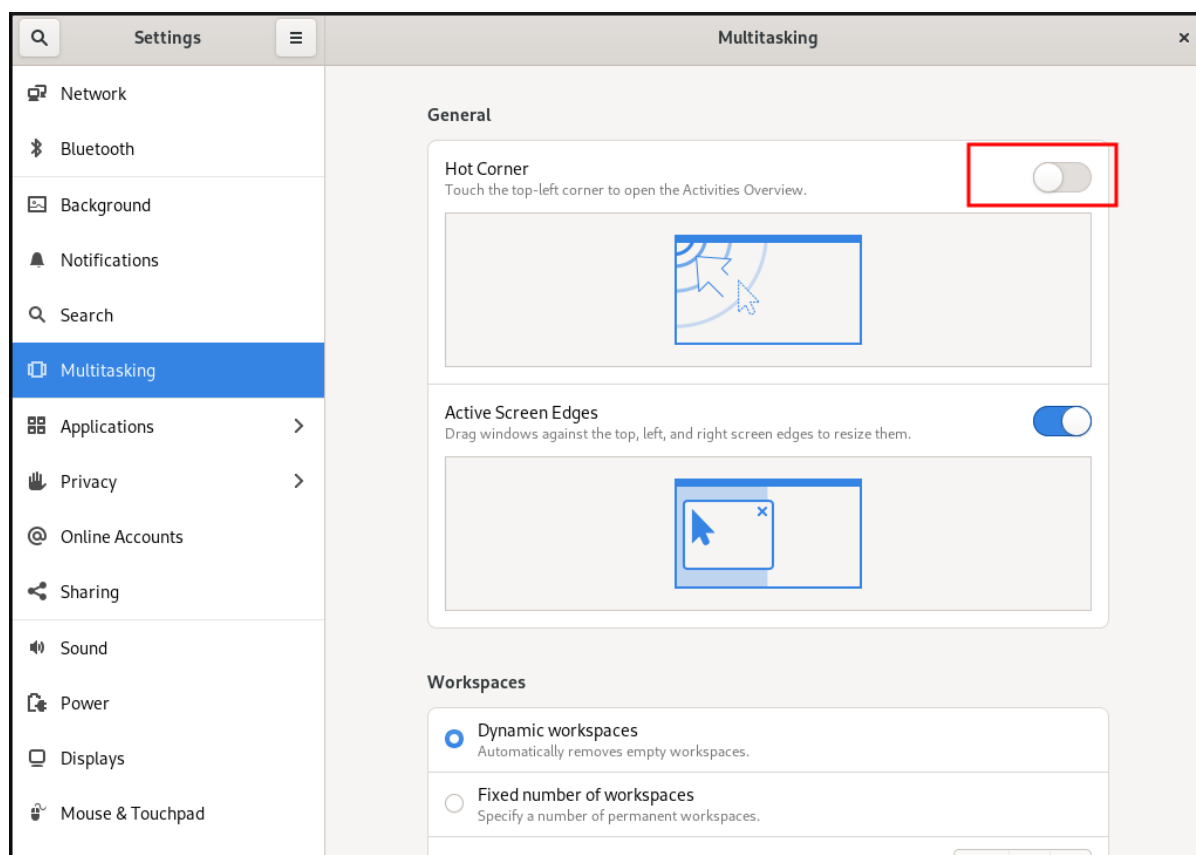 Settings
Multitasking
Network
Bluetooth
Background
Notifications
Search
Multitasking
Applications
Privacy
Online Accounts
Sharing
Sound
Power
Displays
Mouse & Touchpad
General
Hot Corner
Touch the top-left corner to open the Activities Overview.
Active Screen Edges
Drag windows against the top, left, and right screen edges to resize them.
Workspaces
Dynamic workspaces
Automatically removes empty workspaces.
Fixed number of workspaces
Specify a number of permanent workspaces.